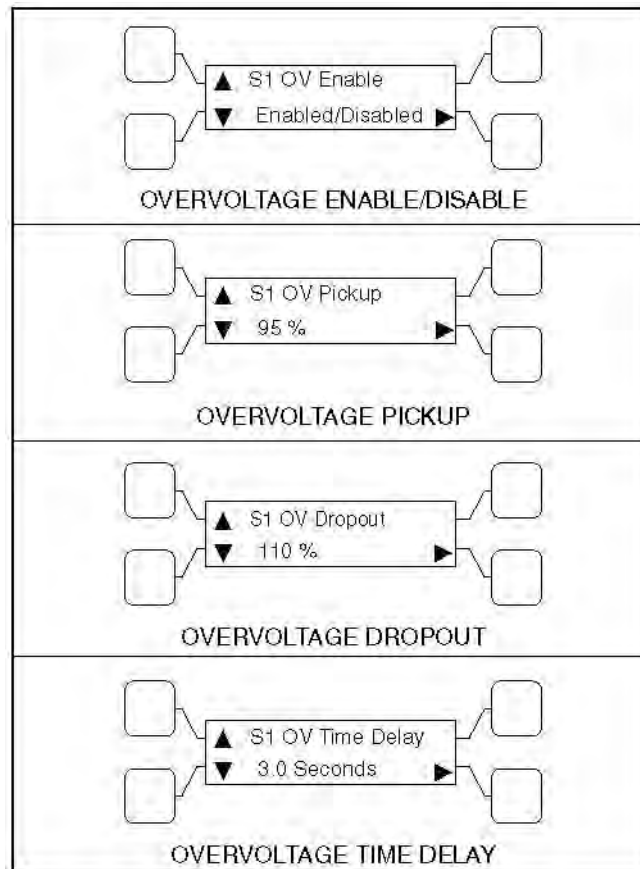 ▲ S1 OV Enable
▼ Enabled/Disabled ▶
OVERVOLTAGE ENABLE/DISABLE
▲ S1 OV Pickup
▼ 95 % ▶
OVERVOLTAGE PICKUP
▲ S1 OV Dropout
▼ 110 % ▶
OVERVOLTAGE DROPOUT
▲ S1 OV Time Delay
▼ 3.0 Seconds ▶
OVERVOLTAGE TIME DELAY